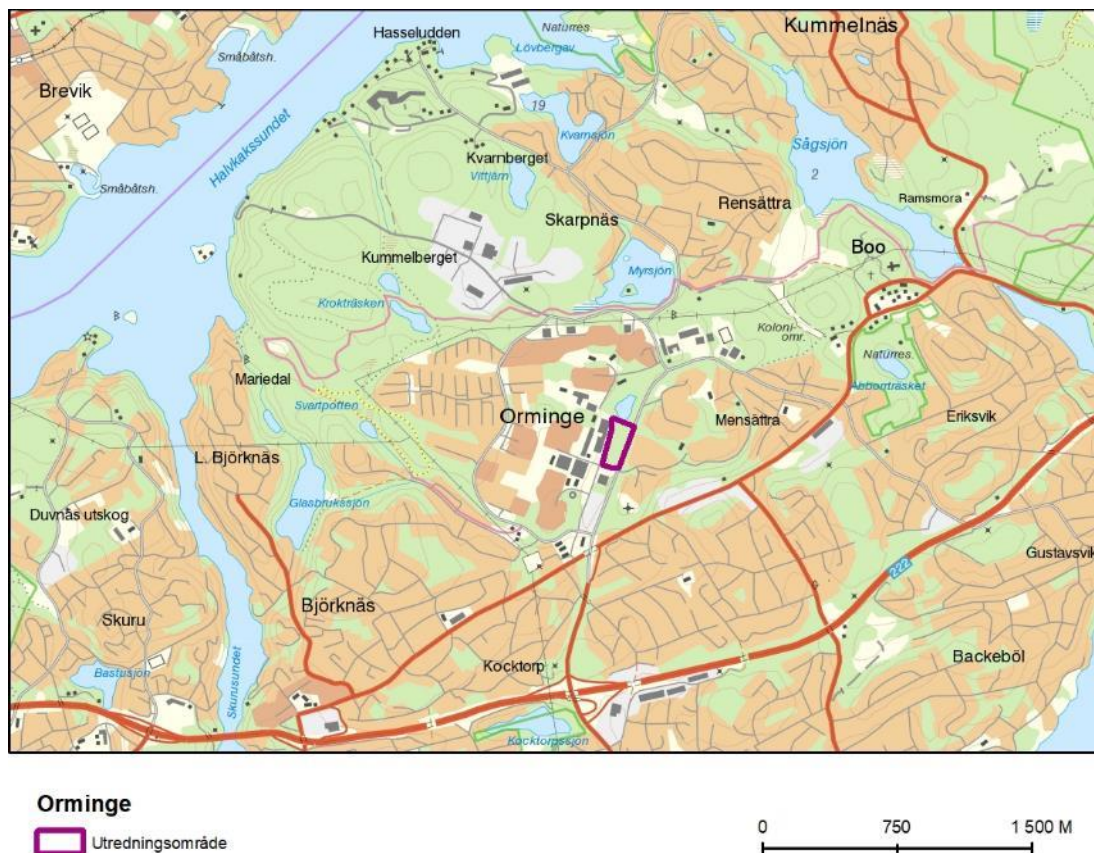 Kummelnäs
Hasseludden
Naturres.
Småbåtsh.
Lövbergav
Brevik
19
Kvarnsjön
Halvkakssundet
Sågsjön
Kvarnberget
Vittjärn
2
Småbåtsh.
Rensättra
Ramsmora
Skarpnäs
Boo
Kummelberget
Myrsjön
Krokträsken
Koloni-
omr.
Naturres.
Mariedal
Abborrträsket
Svartpotten
Orminge
Mensättra
Eriksvik
L. Björknäs
Glasbrukssjön
Duvnäs utskog
Gustavsvik
222
Björknäs
Skuru
Kocktorp
Backeböl
Bastusjön
Skurusundet
Kocktorpssjön
Orminge
Utredningsområde
0 750 1 500 M